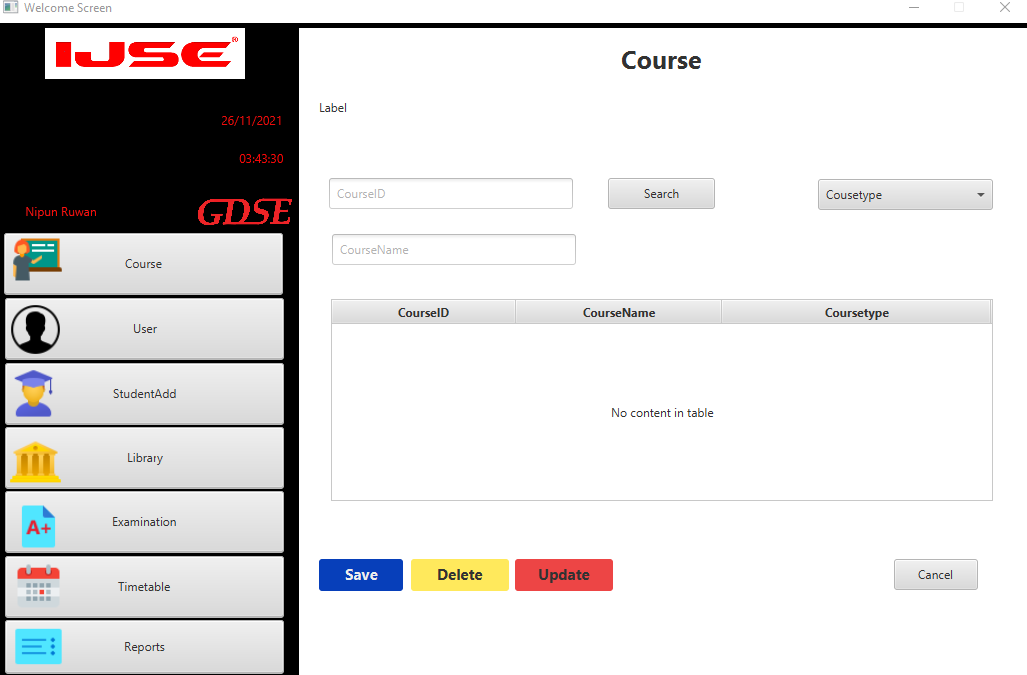 Welcome Screen
IJSE®
26/11/2021
03:43:30
Nipun Ruwan
GDSE
Course
User
StudentAdd
Library
A+
Examination
Timetable
Reports
Course
Label
CourseID
Search
Cousetype
CourseName
CourseID CourseName Coursetype
No content in table
Save Delete Update Cancel